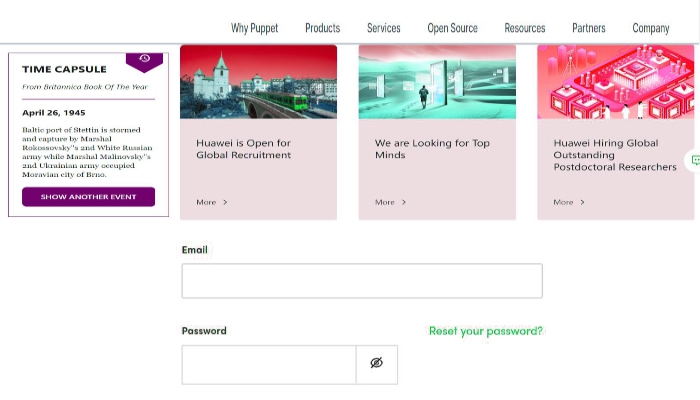 Why Puppet Products Services Open Source Resources Partners Company
TIME CAPSULE
From Britannica Book Of The Year
April 26, 1945
Baltic port of Stettin is stormed
and capture by Marshal
Rokossovsky"s and White Russian
army while Marshal Malinovsky"s
2nd Ukrainian army occupied
Moravian city of Brno.
SHOW ANOTHER EVENT
Huawei is Open for
Global Recruitment
More >
We are Looking for Top
Minds
More >
Huawei Hiring Global
Outstanding
Postdoctoral Researchers
More >
Email
Password
Reset your password?